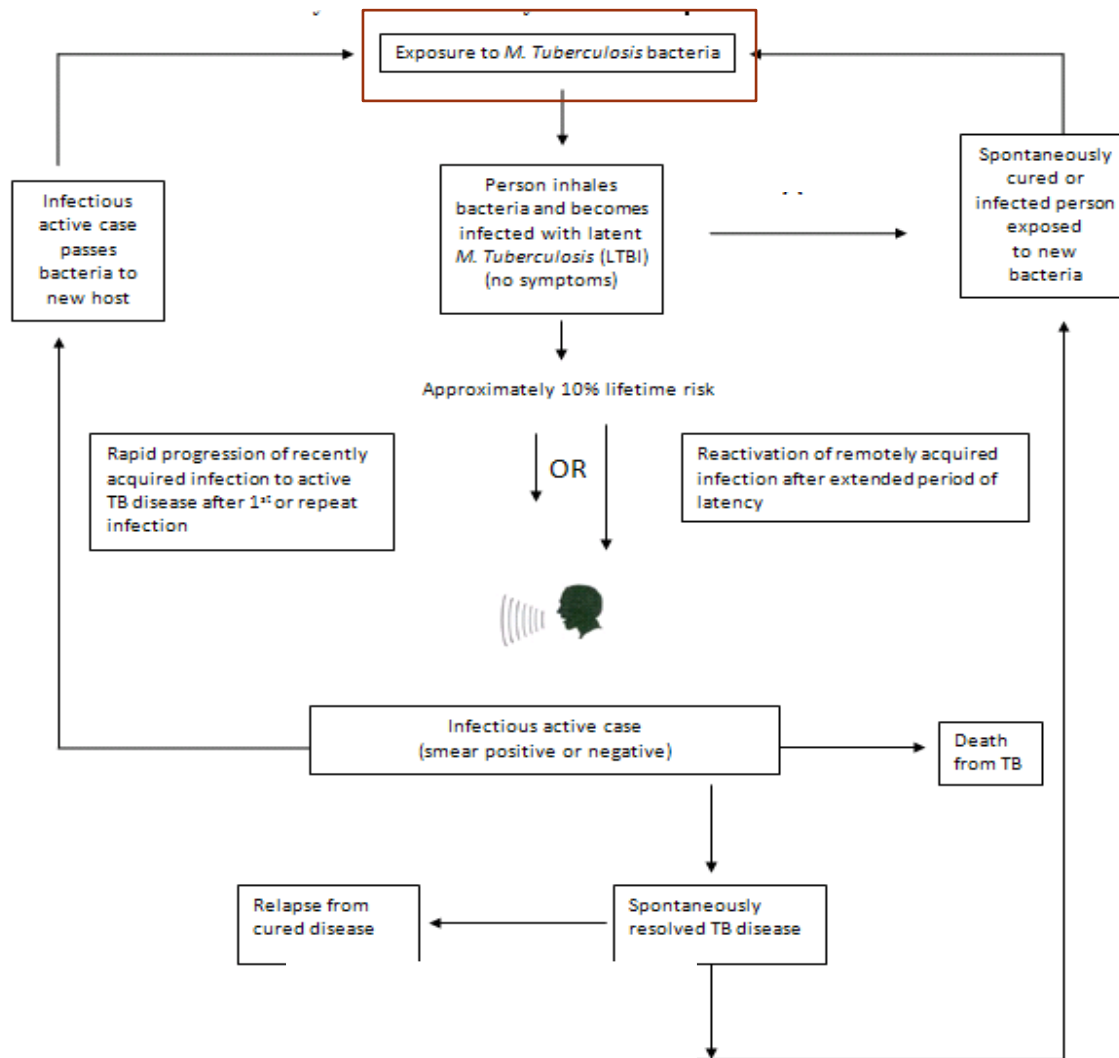 Exposure to M. Tuberculosis bacteria
Person inhales
bacteria and becomes
infected with latent
M. Tuberculosis (LTBI)
(no symptoms)
Spontaneously
cured or
infected person
exposed
to new
bacteria
Infectious
active case
passes
bacteria to
new host
Approximately 10% lifetime risk
Rapid progression of recently
acquired infection to active
TB disease after 1st or repeat
infection
OR
Reactivation of remotely acquired
infection after extended period of
latency
Infectious active case
(smear positive or negative)
Death
from TB
Relapse from
cured disease
Spontaneously
resolved TB disease